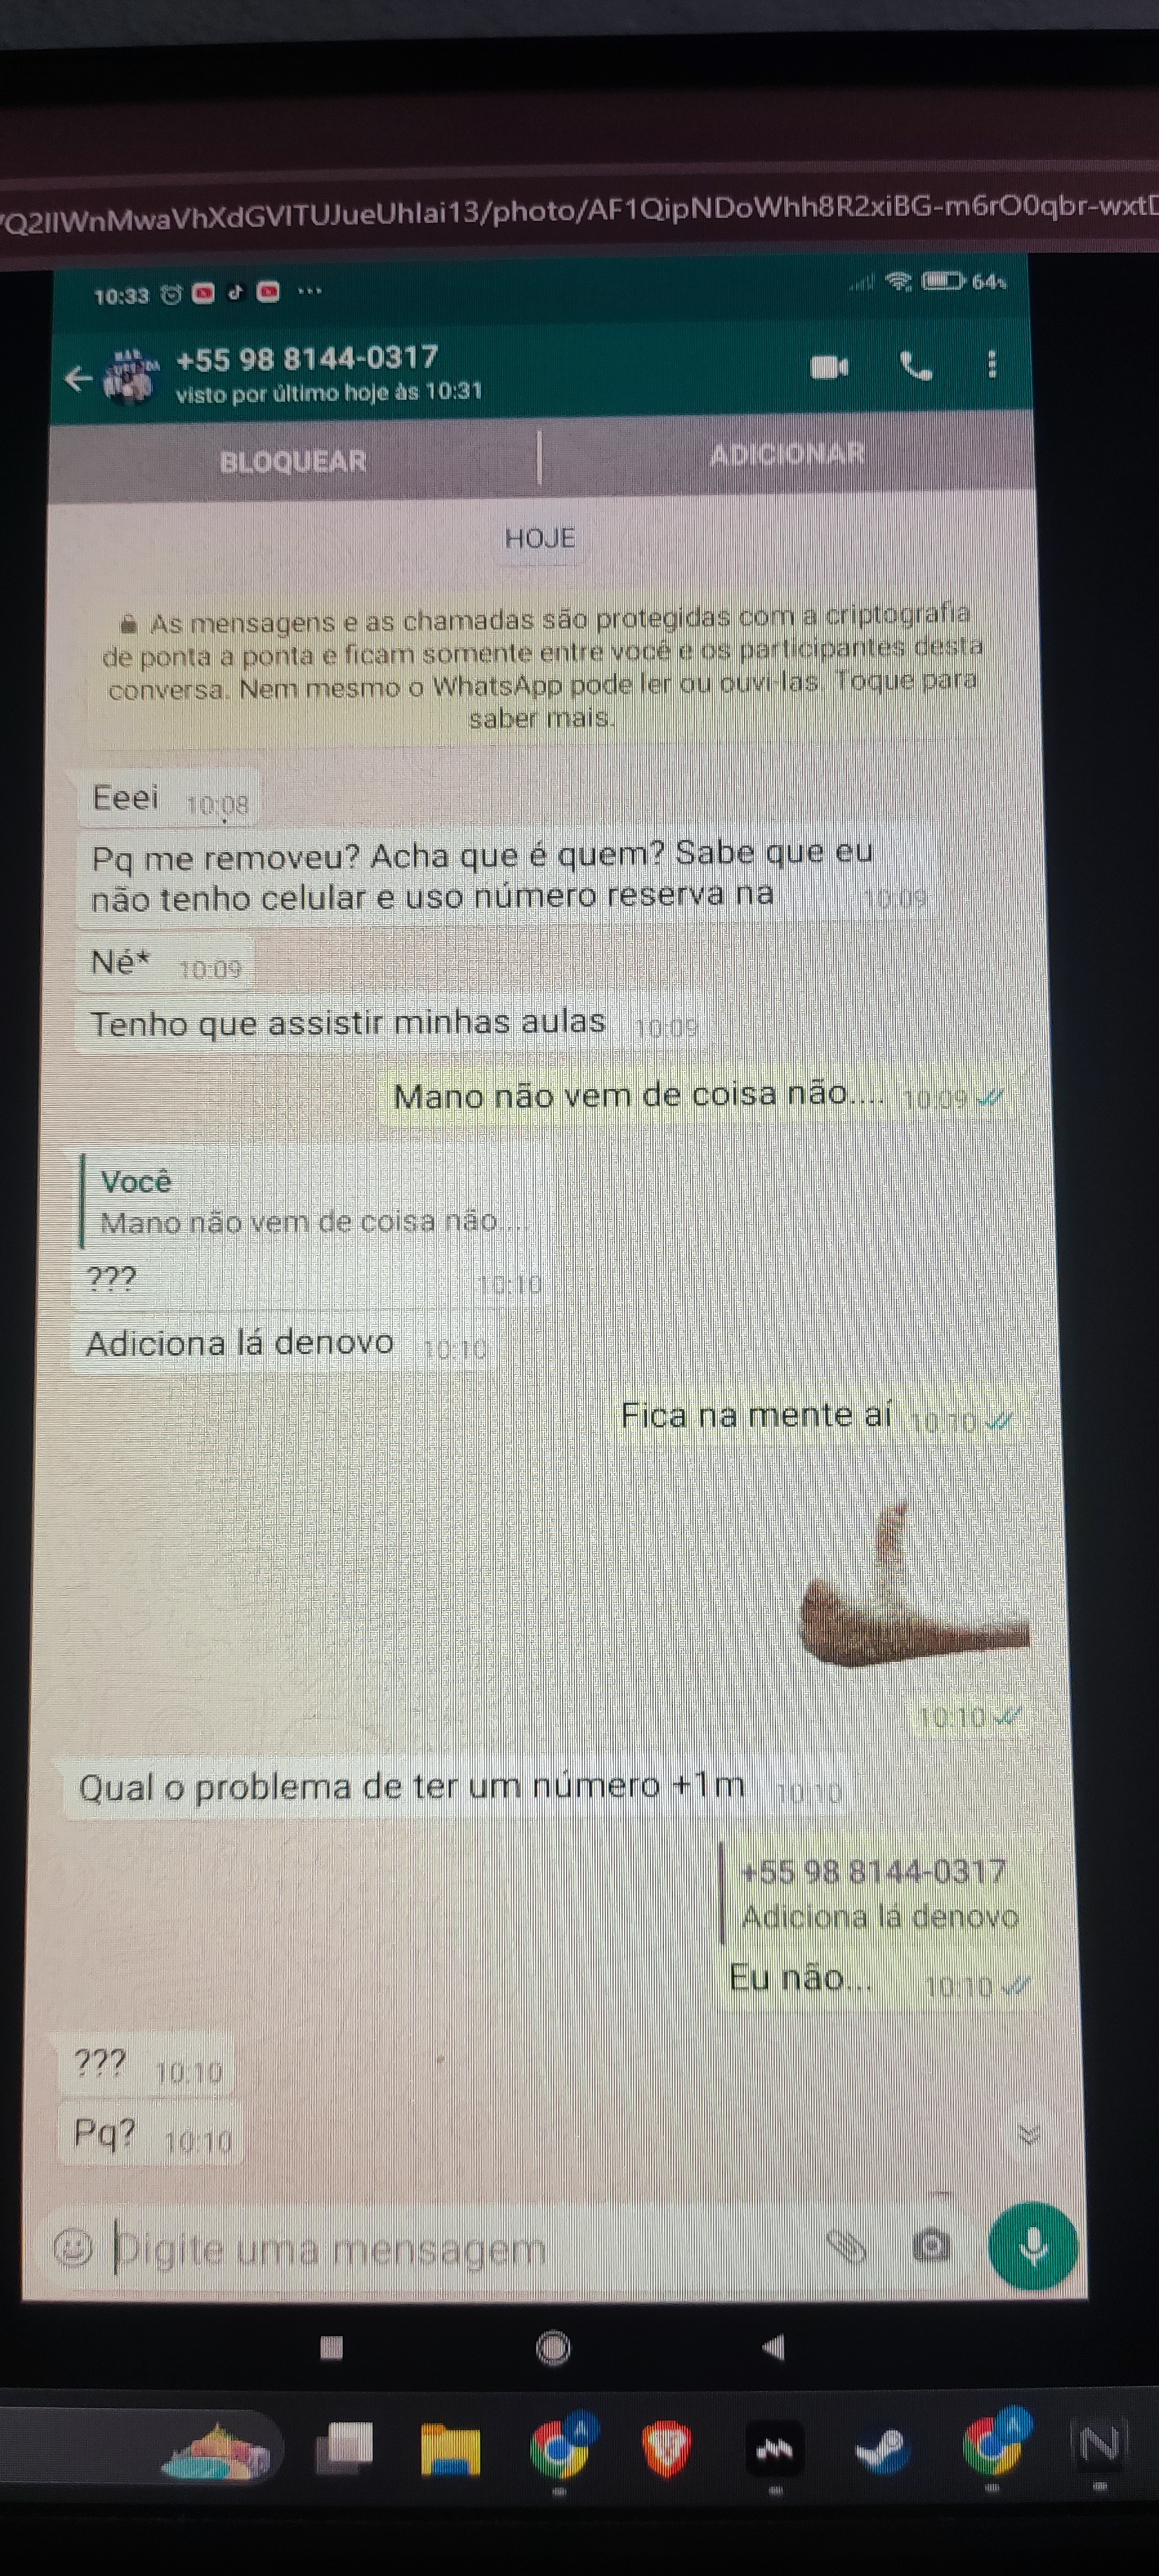 Q2IIWnMwaVhXdGVITUJueUhlai13/photo/AF1QipNDoWhh8R2xiBG-m6rO0qbr-wxt
10:33 64%
+55 98 8144-0317
visto por último hoje às 10:31
BLOQUEAR ADICIONAR
HOJE
As mensagens e as chamadas são protegidas com a criptografia
de ponta a ponta e ficam somente entre você e os participantes desta
conversa. Nem mesmo o WhatsApp pode ler ou ouvi-las. Toque para
saber mais.
Eeei 10:08
Pq me removeu? Acha que é quem? Sabe que eu
não tenho celular e uso número reserva na 10:09
Né* 10:09
Tenho que assistir minhas aulas 10:09
Mano não vem de coisa não.... 10:09
Você
Mano não vem de coisa não....
??? 10:10
Adiciona lá denovo 10:10
Fica na mente aí 10:10
10:10
Qual o problema de ter um número +1m 10:10
+55 98 8144-0317
Adiciona lá denovo
Eu não... 10:10
??? 10:10
Pq? 10:10
Digite uma mensagem
A
A
N